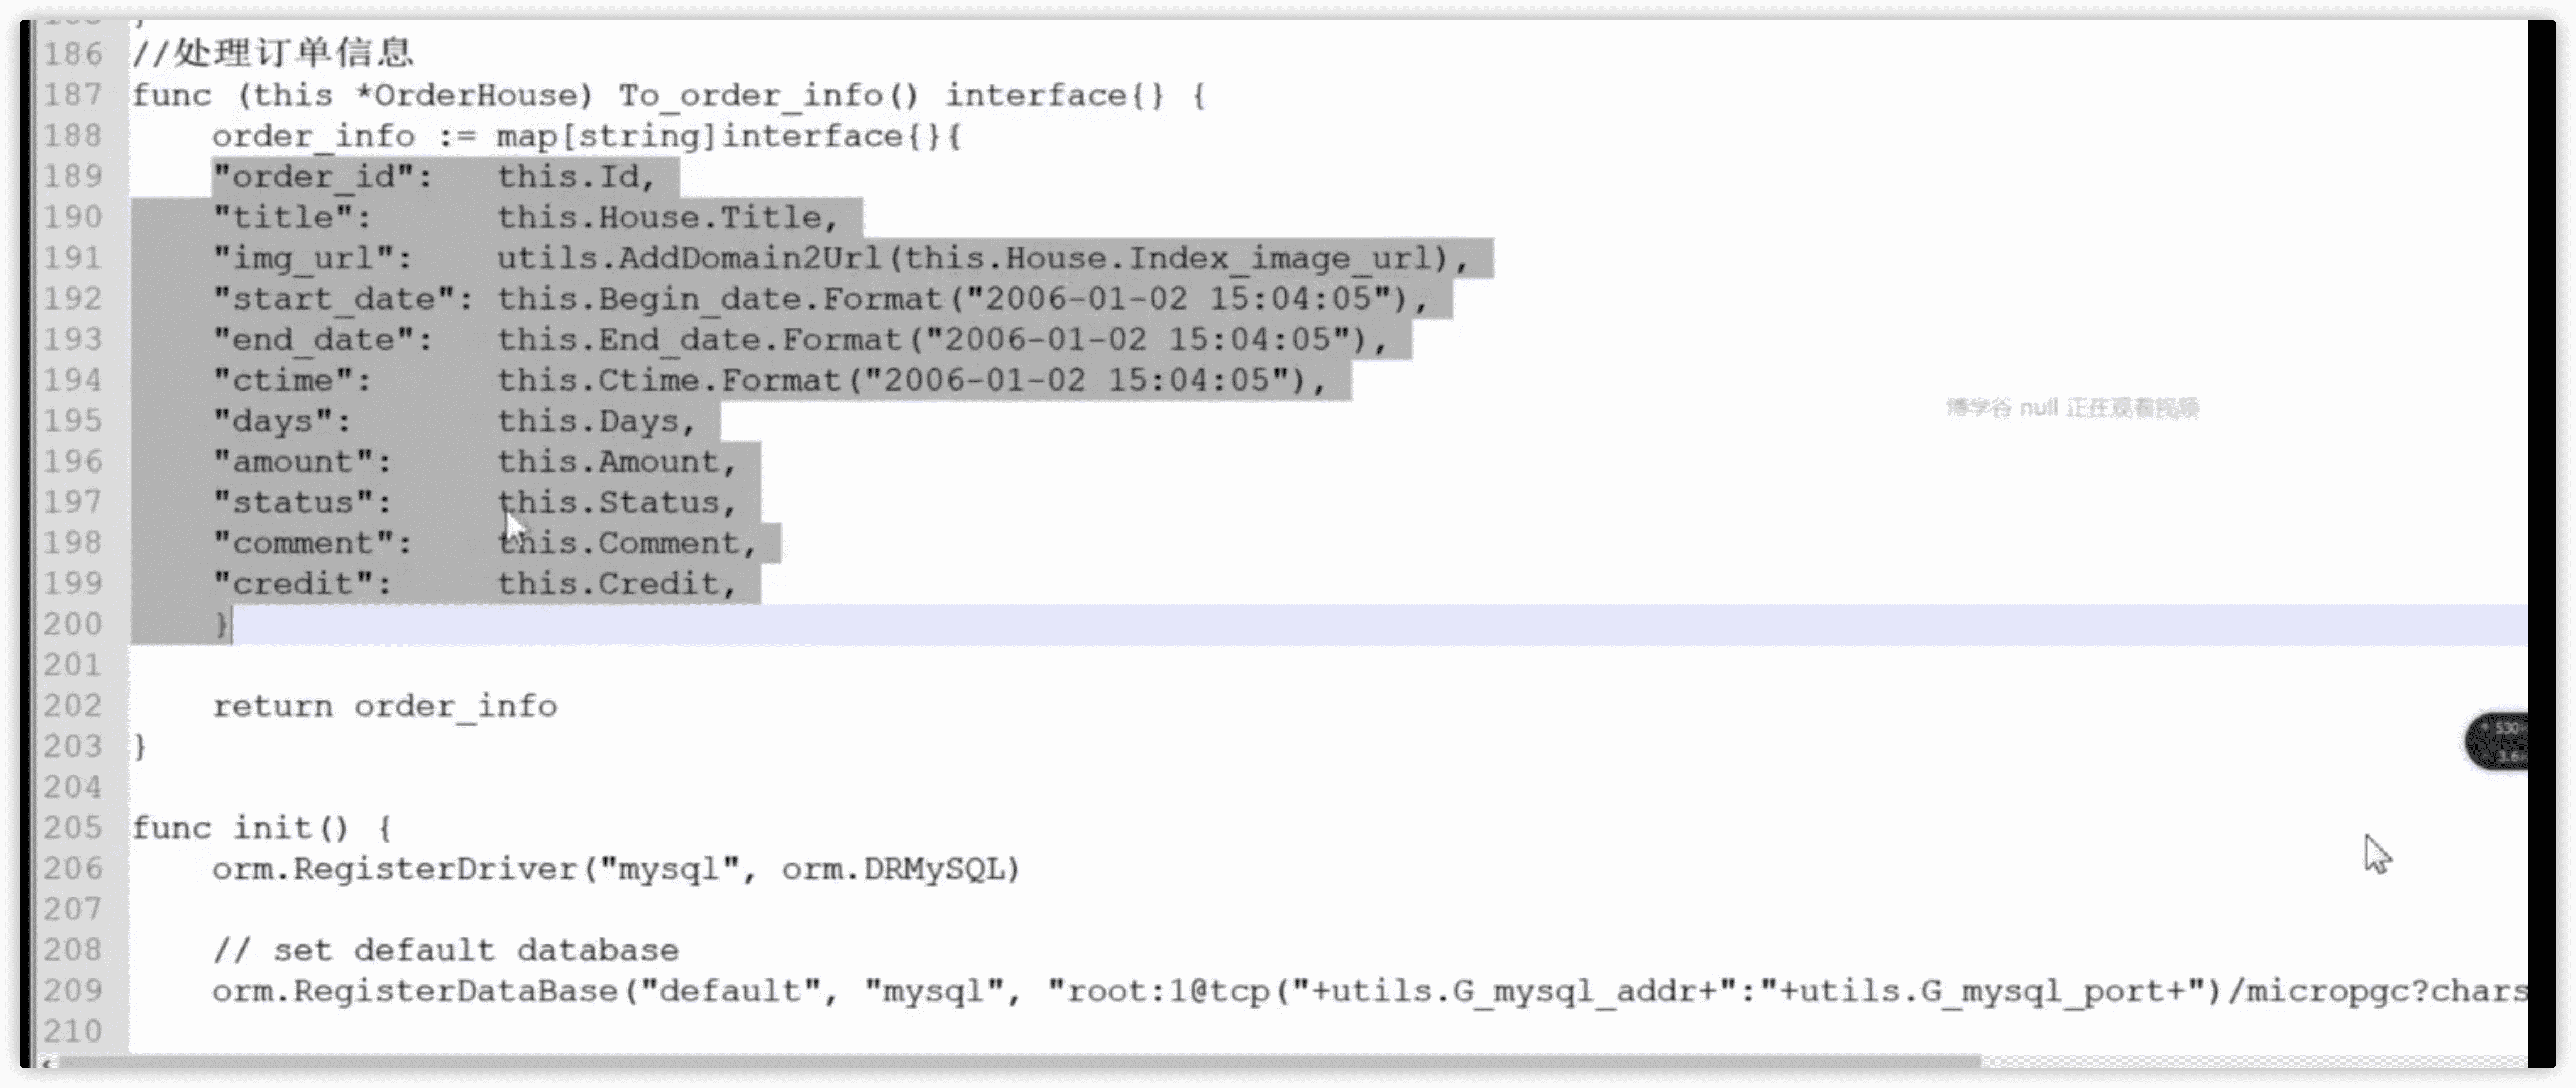 186 //处理订单信息
187 func (this *OrderHouse) To_order_info() interface{} {
188     order_info := map[string]interface{}{
189     "order_id":   this.Id,
190     "title":      this.House.Title,
191     "img_url":    utils.AddDomain2Url(this.House.Index_image_url),
192     "start_date": this.Begin_date.Format("2006-01-02 15:04:05"),
193     "end_date":   this.End_date.Format("2006-01-02 15:04:05"),
194     "ctime":      this.Ctime.Format("2006-01-02 15:04:05"),
195     "days":       this.Days,
博学谷 null 正在观看视频
196     "amount":     this.Amount,
197     "status":     this.Status,
198     "comment":    this.Comment,
199     "credit":     this.Credit,
200     }
201
202     return order_info
203 }
530
3.6
204
205 func init() {
206     orm.RegisterDriver("mysql", orm.DRMySQL)
207
208     // set default database
209     orm.RegisterDataBase("default", "mysql", "root:1@tcp("+utils.G_mysql_addr+":"+utils.G_mysql_port+")/micropgc?chars
210